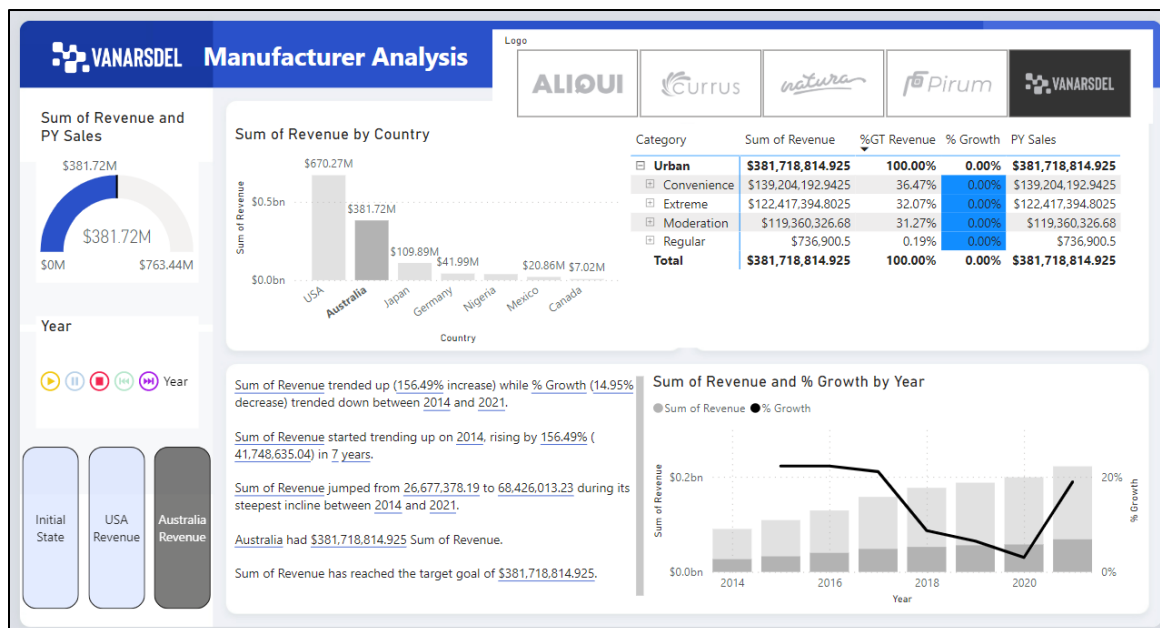 VANARSDEL Manufacturer Analysis
Logo
ALIQUI
Currus
natura
Pirum
VANARSDEL
Sum of Revenue and
PY Sales
$381.72M
$381.72M
$0M $763.44M
Year
Year
Initial
State
USA
Revenue
Australia
Revenue
Sum of Revenue by Country
Sum of Revenue
$0.5bn
$0.0bn
$670.27M
$381.72M
$109.89M
$41.99M
$20.86M $7.02M
USA
Australia
Japan
Germany
Nigeria
Mexico
Canada
Country
Category Sum of Revenue %GT Revenue % Growth PY Sales
Urban $381,718,814.925 100.00% 0.00% $381,718,814.925
Convenience $139,204,192.9425 36.47% 0.00% $139,204,192.9425
Extreme $122,417,394.8025 32.07% 0.00% $122,417,394.8025
Moderation $119,360,326.68 31.27% 0.00% $119,360,326.68
Regular $736,900.5 0.19% 0.00% $736,900.5
Total $381,718,814.925 100.00% 0.00% $381,718,814.925
Sum of Revenue trended up (156.49% increase) while % Growth (14.95%
decrease) trended down between 2014 and 2021.
Sum of Revenue started trending up on 2014, rising by 156.49% (
41,748,635.04) in 7 years.
Sum of Revenue jumped from 26,677,378.19 to 68,426,013.23 during its
steepest incline between 2014 and 2021.
Australia had $381,718,814.925 Sum of Revenue.
Sum of Revenue has reached the target goal of $381,718,814.925.
Sum of Revenue and % Growth by Year
Sum of Revenue % Growth
Sum of Revenue
$0.2bn
$0.0bn
20%
0%
% Growth
2014 2016 2018 2020
Year